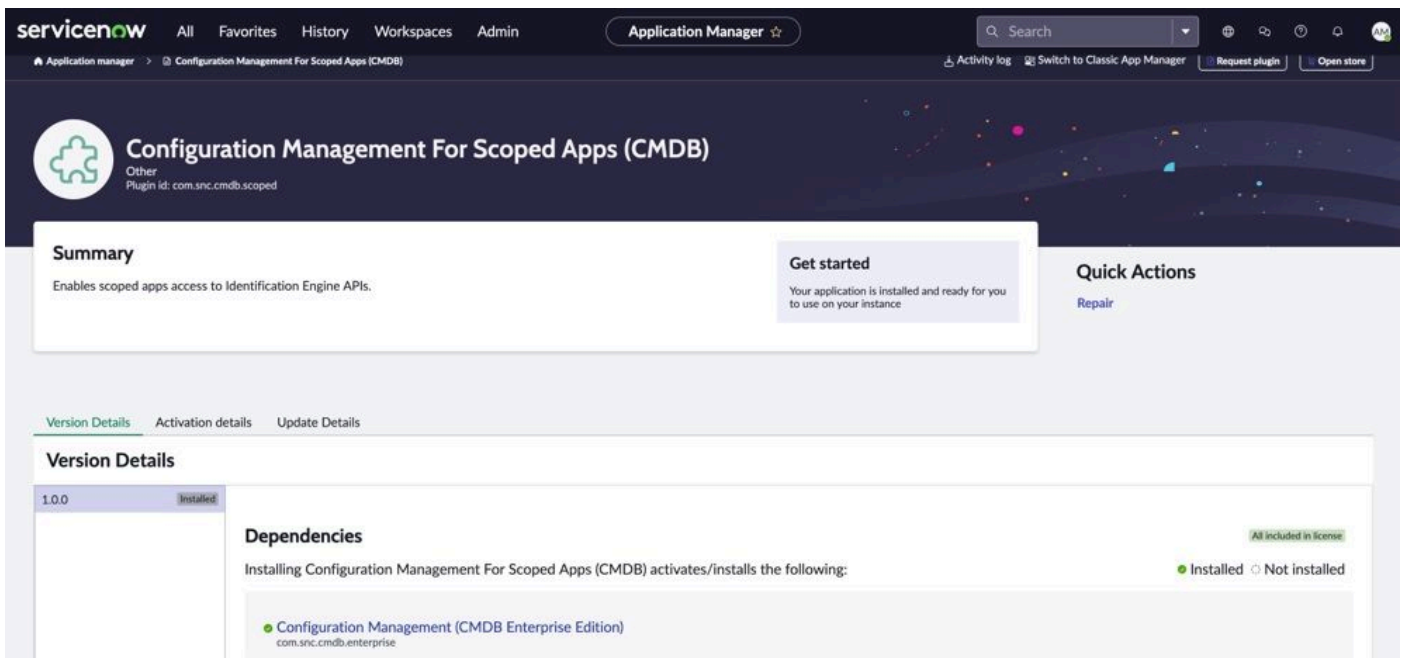 servicenow All Favorites History Workspaces Admin Application Manager Search AM
Application manager > Configuration Management For Scoped Apps (CMDB) Activity log Switch to Classic App Manager Request plugin Open store
Configuration Management For Scoped Apps (CMDB)
Other
Plugin id: com.snc.cmdb.scoped
Summary
Enables scoped apps access to Identification Engine APIs.
Get started
Your application is installed and ready for you
to use on your instance
Quick Actions
Repair
Version Details Activation details Update Details
Version Details
1.0.0 Installed
Dependencies
All included in license
Installing Configuration Management For Scoped Apps (CMDB) activates/installs the following:
Installed Not installed
Configuration Management (CMDB Enterprise Edition)
com.snc.cmdb.enterprise